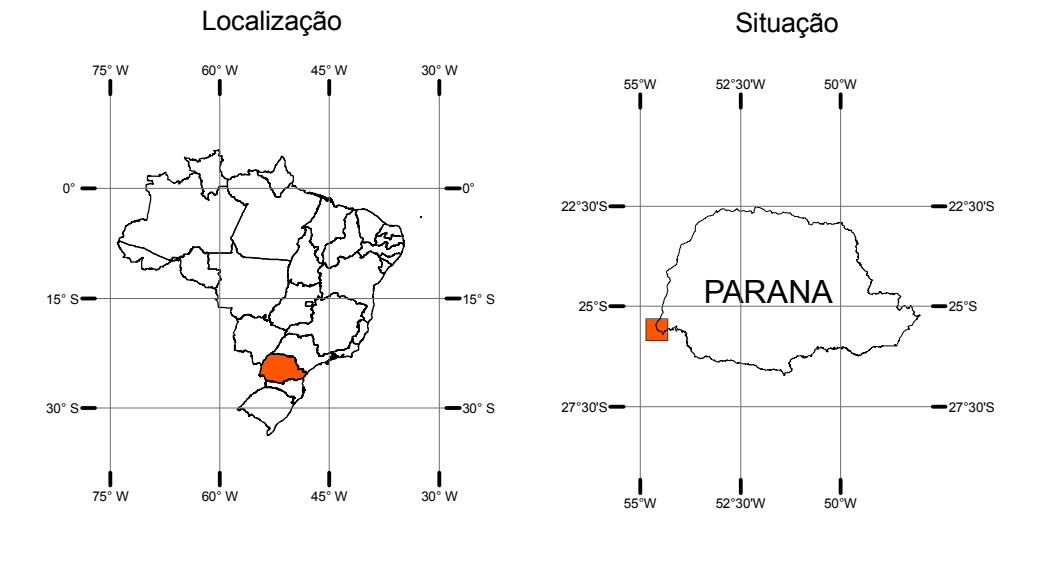 Localização
75° W 60° W 45° W 30° W
0° 0°
15° S 15° S
30° S 30° S
75° W 60° W 45° W 30° W
Situação
55°W 52°30'W 50°W
22°30'S 22°30'S
PARANA
25°S 25°S
27°30'S 27°30'S
55°W 52°30'W 50°W